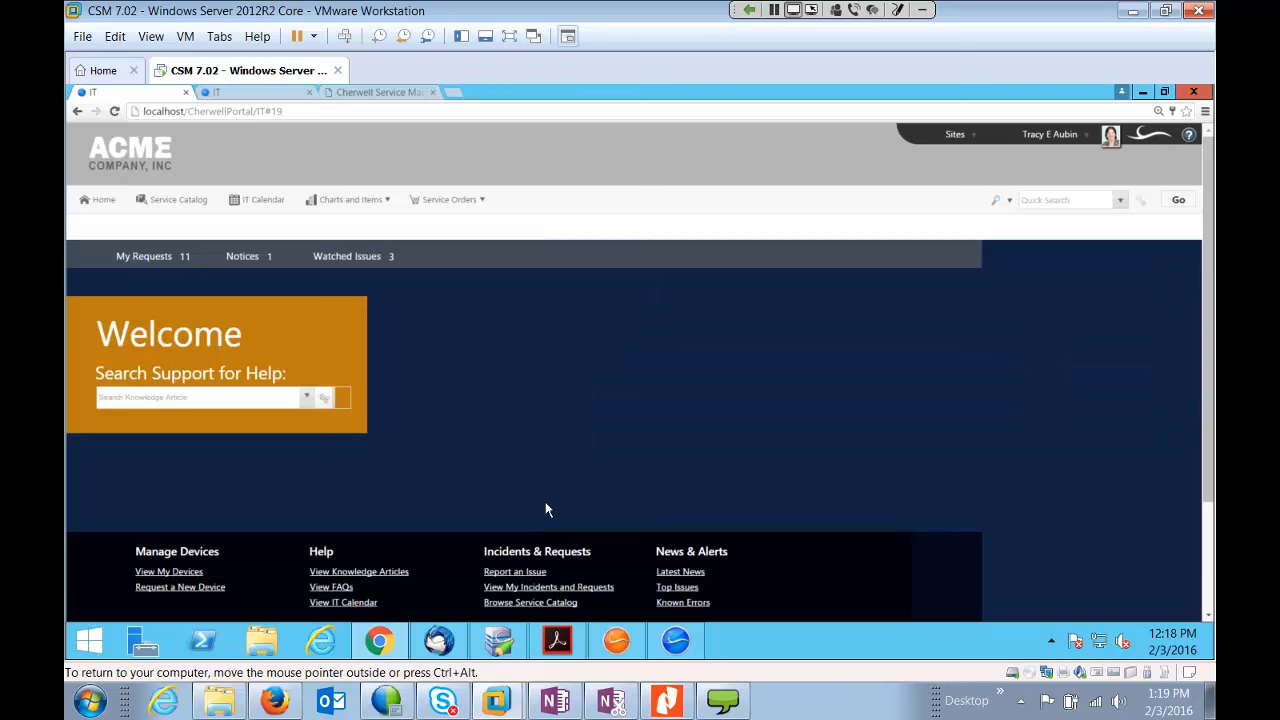 CSM 7.02 - Windows Server 2012R2 Core - VMware Workstation
File Edit View VM Tabs Help
Home CSM 7.02 - Windows Server ...
IT IT Cherwell Service Ma
localhost/CherwellPortal/IT#19
ACME
COMPANY, INC
Sites Tracy E Aubin
Home Service Catalog IT Calendar Charts and Items Service Orders Quick Search Go
My Requests 11 Notices 1 Watched Issues 3
Welcome
Search Support for Help:
Search Knowledge Article
Manage Devices Help Incidents & Requests News & Alerts
View My Devices View Knowledge Articles Report an Issue Latest News
Request a New Device View FAQs View My Incidents and Requests Top Issues
View IT Calendar Browse Service Catalog Known Errors
12:18 PM
2/3/2016
To return to your computer, move the mouse pointer outside or press Ctrl+Alt.
Desktop
1:19 PM
2/3/2016